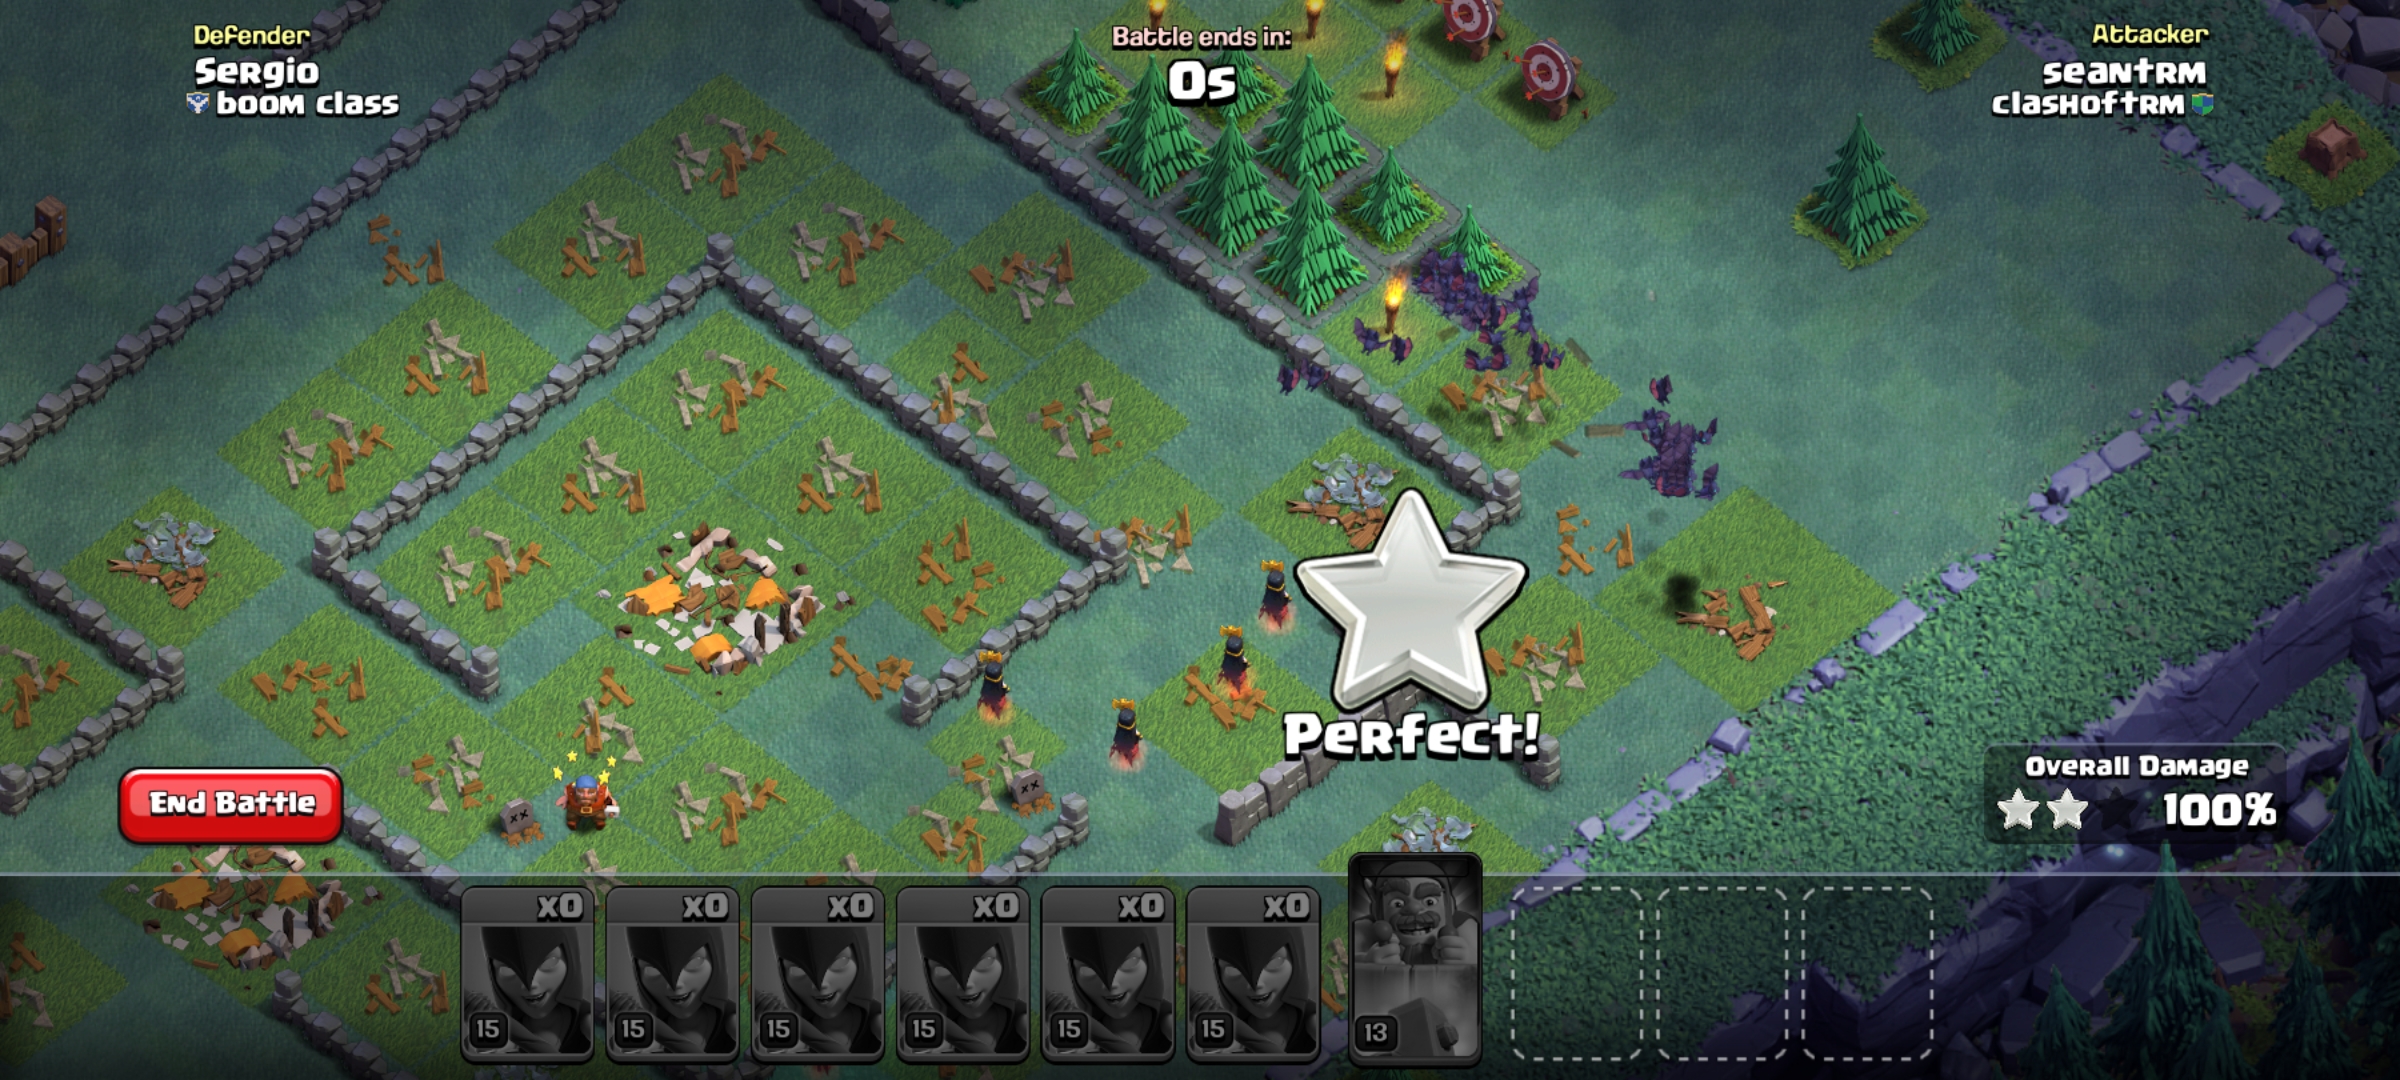 Defender
Sergio
boom class
Battle ends in:
0s
Attacker
seantRM
clashoftRM
Perfect!
End Battle
Overall Damage
100%
x0
x0
x0
x0
x0
x0
15
15
15
15
15
15
13